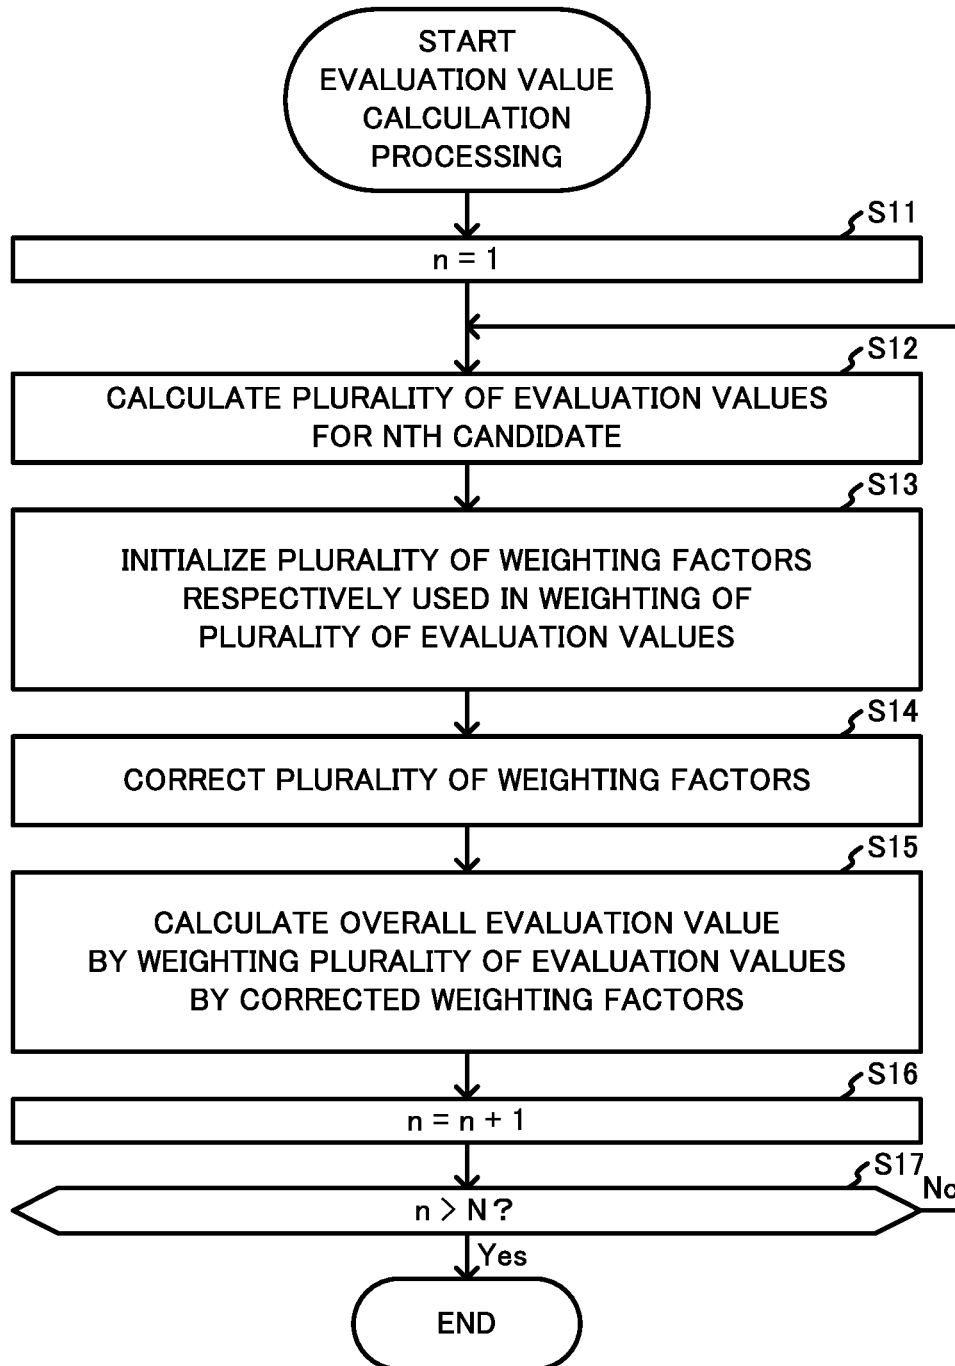 START
EVALUATION VALUE
CALCULATION
PROCESSING
S11
n = 1
S12
CALCULATE PLURALITY OF EVALUATION VALUES
FOR NTH CANDIDATE
S13
INITIALIZE PLURALITY OF WEIGHTING FACTORS
RESPECTIVELY USED IN WEIGHTING OF
PLURALITY OF EVALUATION VALUES
S14
CORRECT PLURALITY OF WEIGHTING FACTORS
S15
CALCULATE OVERALL EVALUATION VALUE
BY WEIGHTING PLURALITY OF EVALUATION VALUES
BY CORRECTED WEIGHTING FACTORS
S16
n = n + 1
S17
n > N ?
No
Yes
END